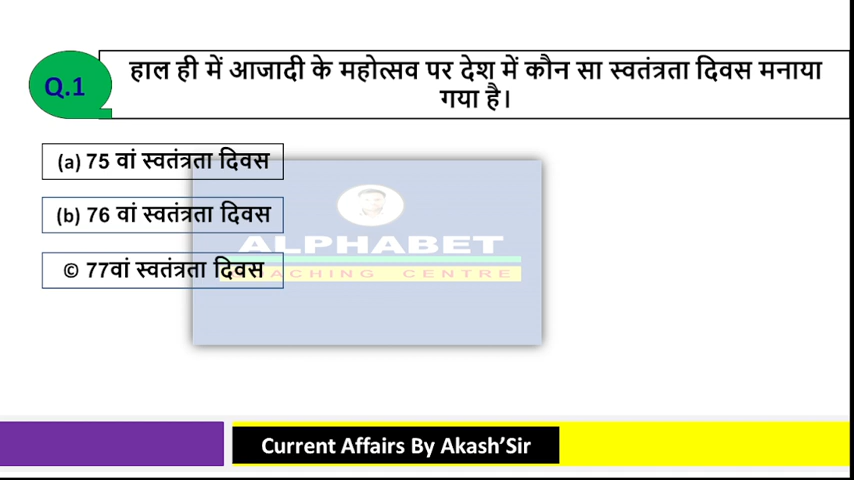 Q.1
हाल ही में आजादी के महोत्सव पर देश में कौन सा स्वतंत्रता दिवस मनाया
गया है।
(a) 75 वां स्वतंत्रता दिवस
(b) 76 वां स्वतंत्रता दिवस
© 77वां स्वतंत्रता दिवस
ALPHABET
COACHING CENTRE
Current Affairs By Akash’Sir